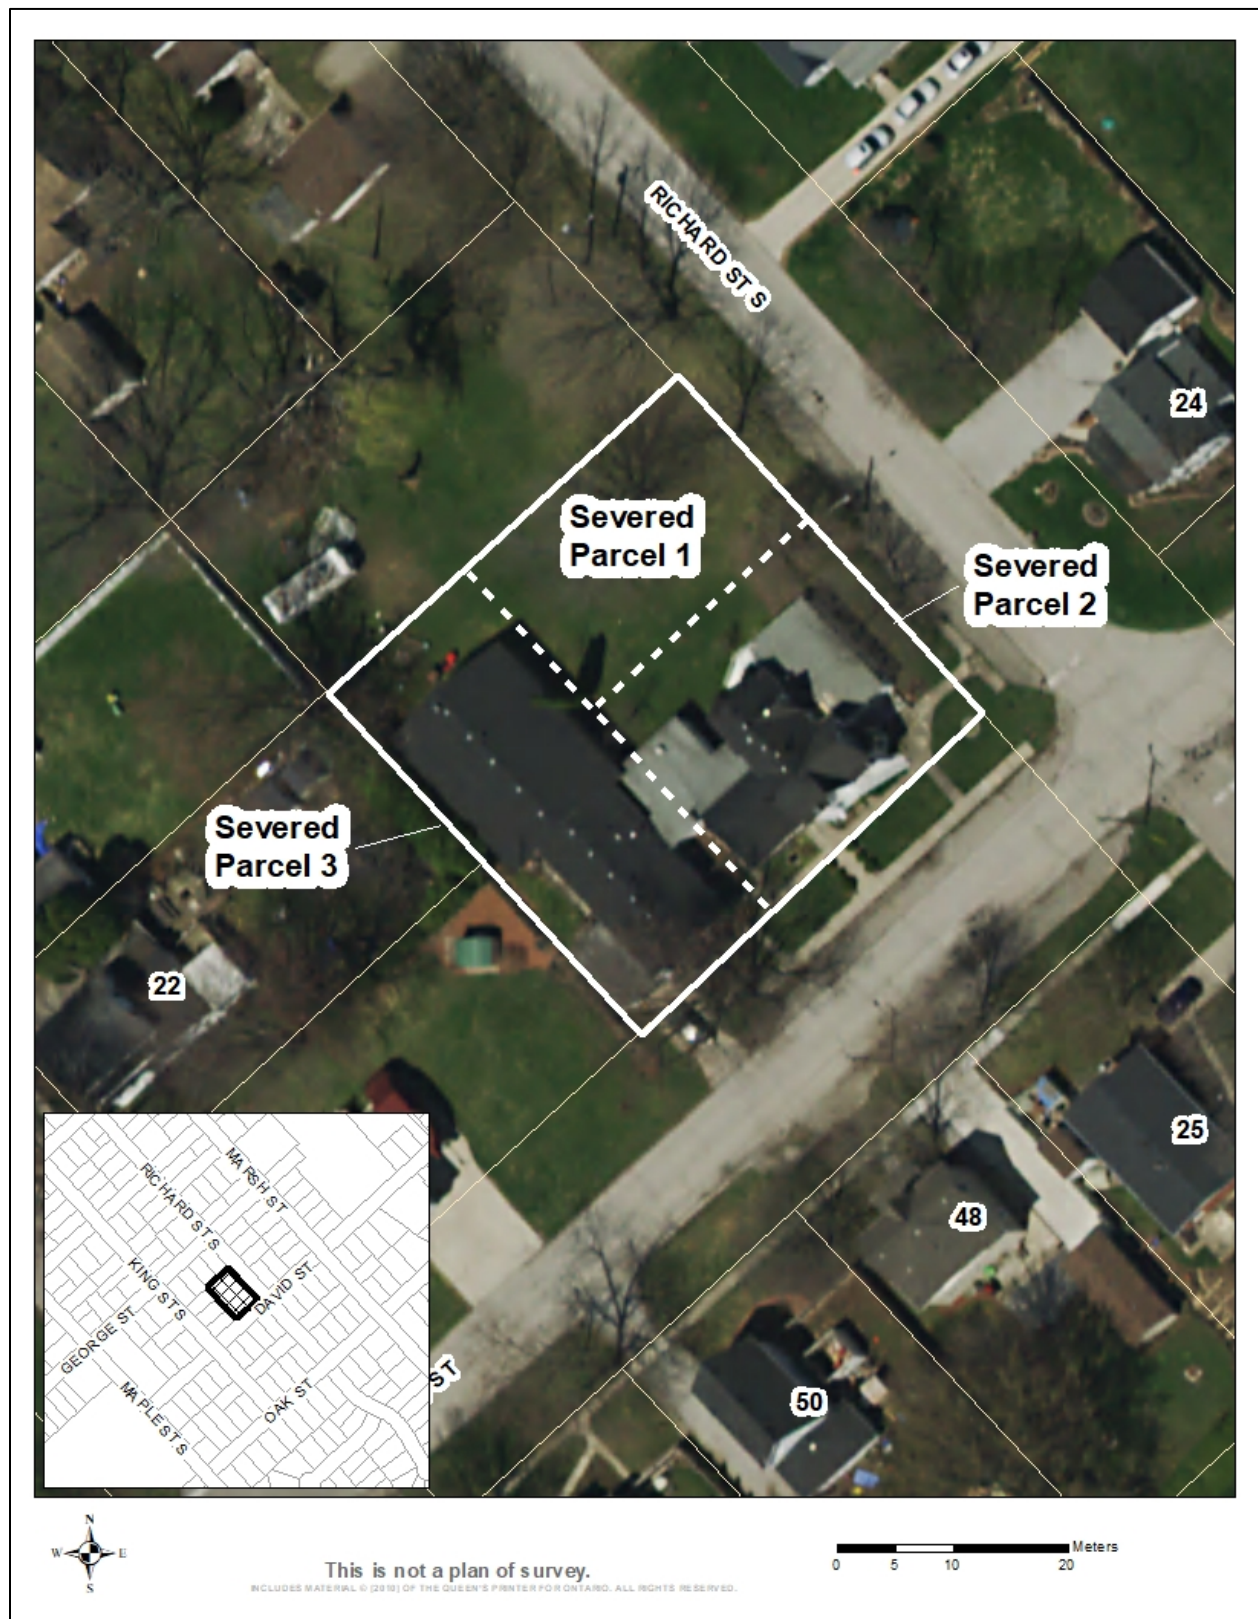 RICHARD ST S
24
Severed
Parcel 1
Severed
Parcel 2
Severed
Parcel 3
22
25
48
50
ST
MARSH ST
RICHARD ST S
KING ST S
DAVID ST
GEORGE ST
MAPLE ST S
OAK ST
N
W E
S
This is not a plan of survey.
INCLUDES MATERIAL © [2010] OF THE QUEEN'S PRINTER FOR ONTARIO. ALL RIGHTS RESERVED.
Meters
0 5 10 20